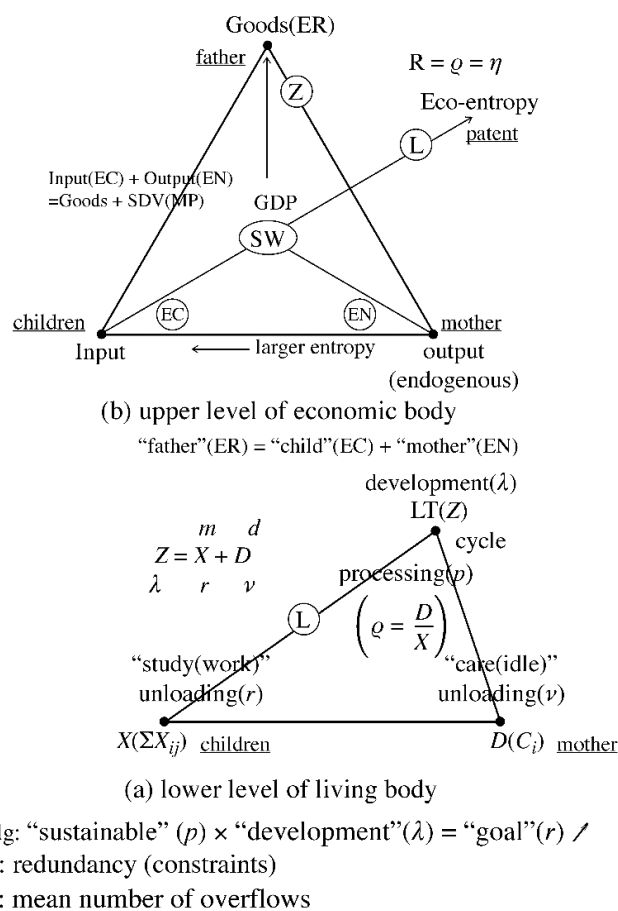 Goods(ER)
father
R = ϱ = η
Z
Eco-entropy
L
patent
Input(EC) + Output(EN)
=Goods + SDV(MP)
GDP
SW
EC
EN
children
mother
Input
larger entropy
output
(endogenous)
(b) upper level of economic body
“father”(ER) = “child”(EC) + “mother”(EN)
development(λ)
LT(Z)
m d
Z = X + D
λ r ν
cycle
processing(p)
L
(ϱ = D/X)
“study(work)”
unloading(r)
“care(idle)”
unloading(ν)
X(ΣXij) children
D(Ci) mother
(a) lower level of living body
dg: “sustainable” (p) × “development”(λ) = “goal”(r) ↗
: redundancy (constraints)
: mean number of overflows